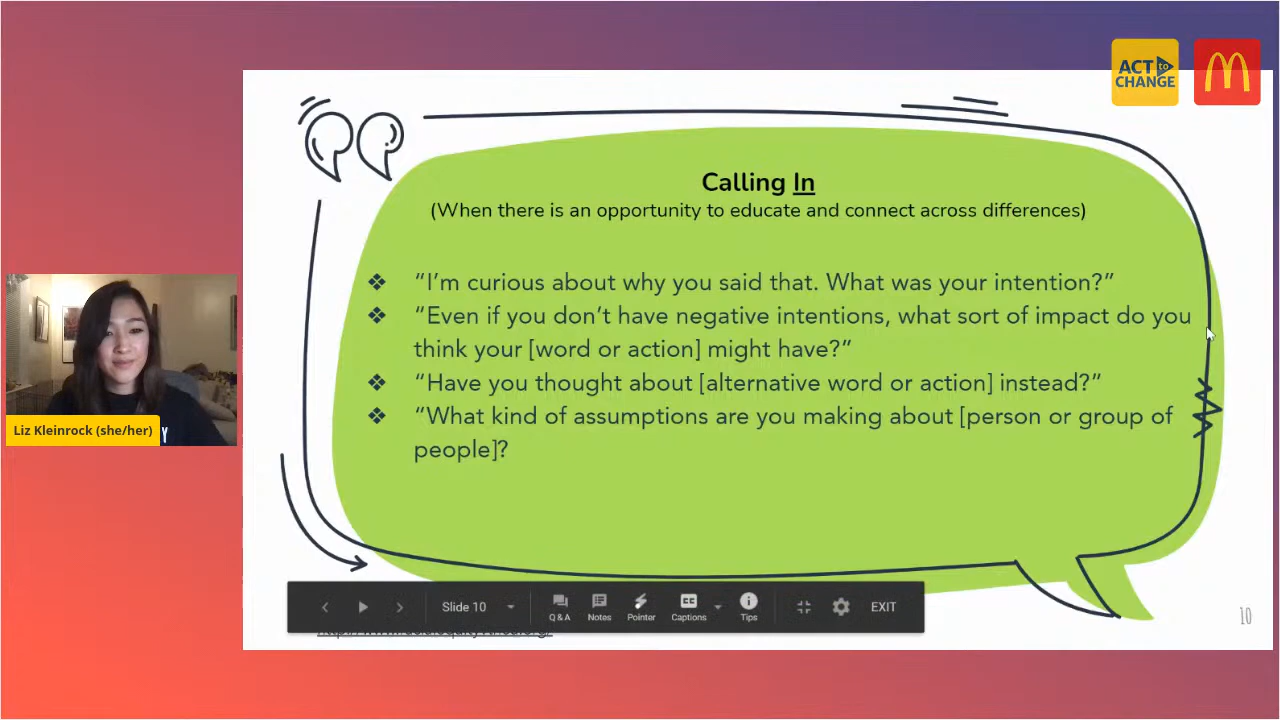 ACT to
CHANGE
Calling In
(When there is an opportunity to educate and connect across differences)
❖ “I’m curious about why you said that. What was your intention?”
❖ “Even if you don’t have negative intentions, what sort of impact do you
think your [word or action] might have?”
❖ “Have you thought about [alternative word or action] instead?”
❖ “What kind of assumptions are you making about [person or group of
people]?
Liz Kleinrock (she/her)
Y
Slide 10
Q & A
Notes
Pointer
CC
Captions
Tips
EXIT
10